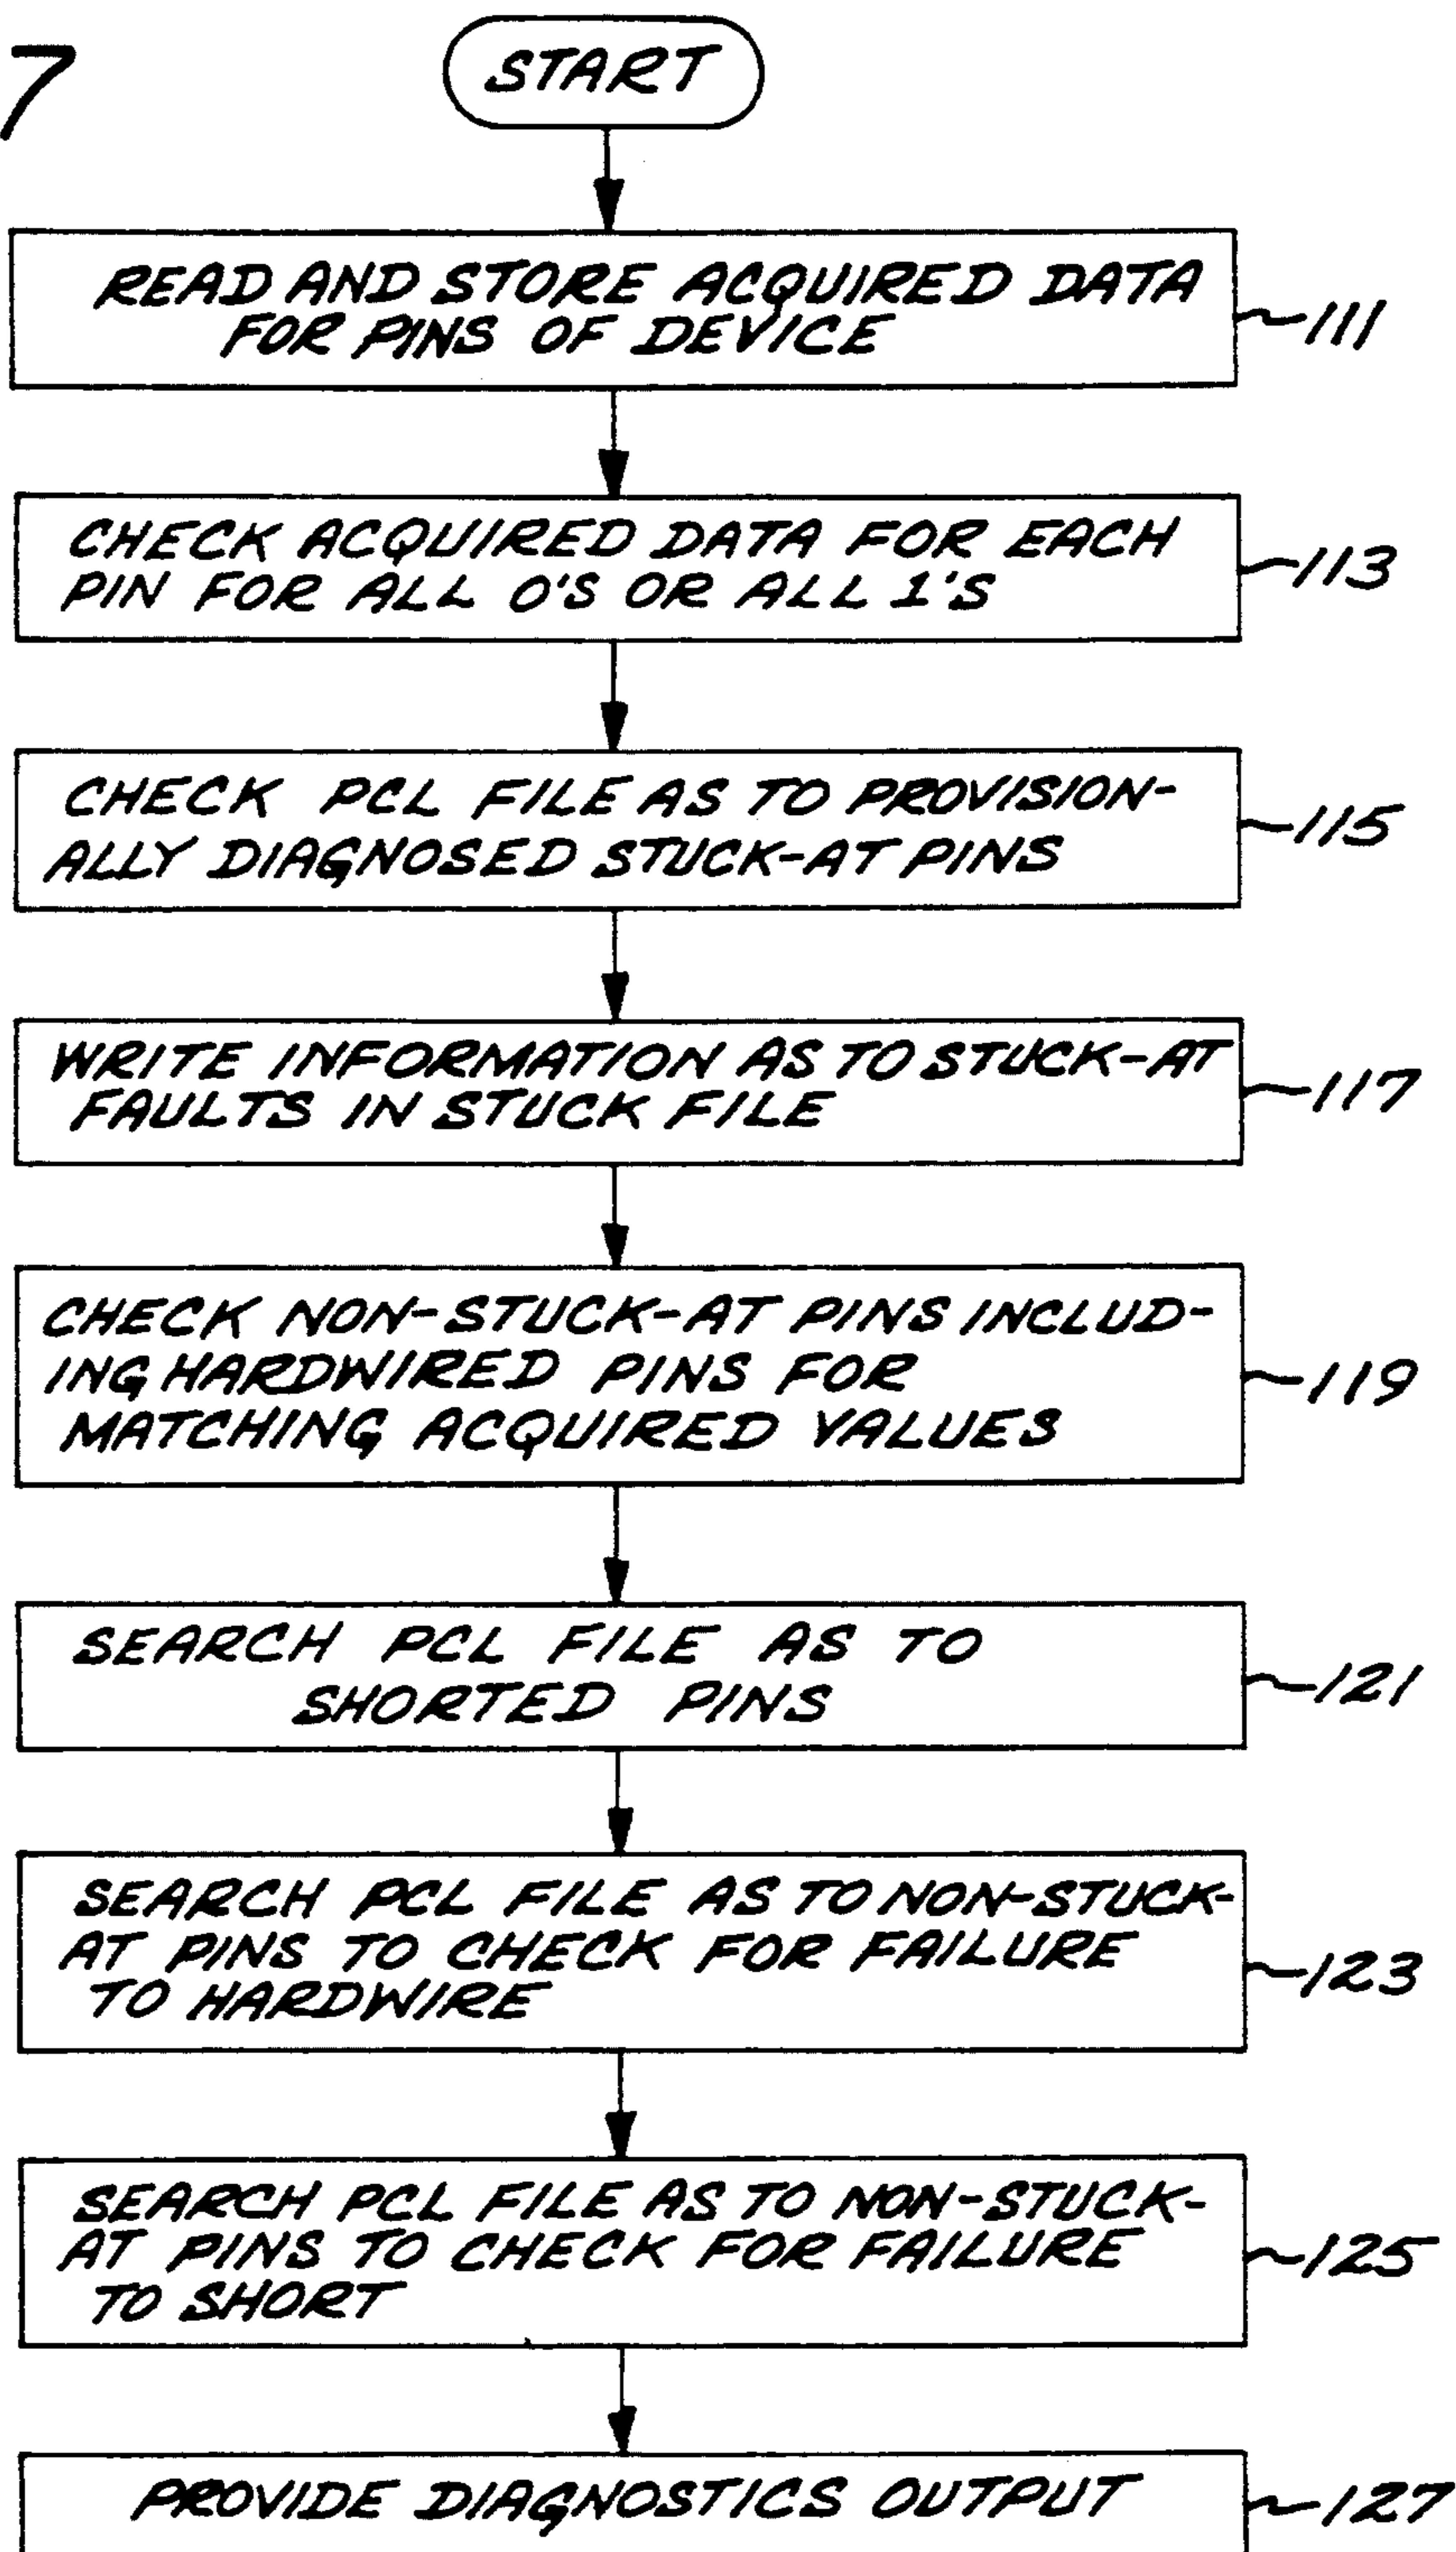 7
START
READ AND STORE ACQUIRED DATA
FOR PINS OF DEVICE
111
CHECK ACQUIRED DATA FOR EACH
PIN FOR ALL 0'S OR ALL 1'S
113
CHECK PCL FILE AS TO PROVISION-
ALLY DIAGNOSED STUCK-AT PINS
115
WRITE INFORMATION AS TO STUCK-AT
FAULTS IN STUCK FILE
117
CHECK NON-STUCK-AT PINS INCLUD-
ING HARDWIRED PINS FOR
MATCHING ACQUIRED VALUES
119
SEARCH PCL FILE AS TO
SHORTED PINS
121
SEARCH PCL FILE AS TO NON-STUCK-
AT PINS TO CHECK FOR FAILURE
TO HARDWIRE
123
SEARCH PCL FILE AS TO NON-STUCK-
AT PINS TO CHECK FOR FAILURE
TO SHORT
125
PROVIDE DIAGNOSTICS OUTPUT
127